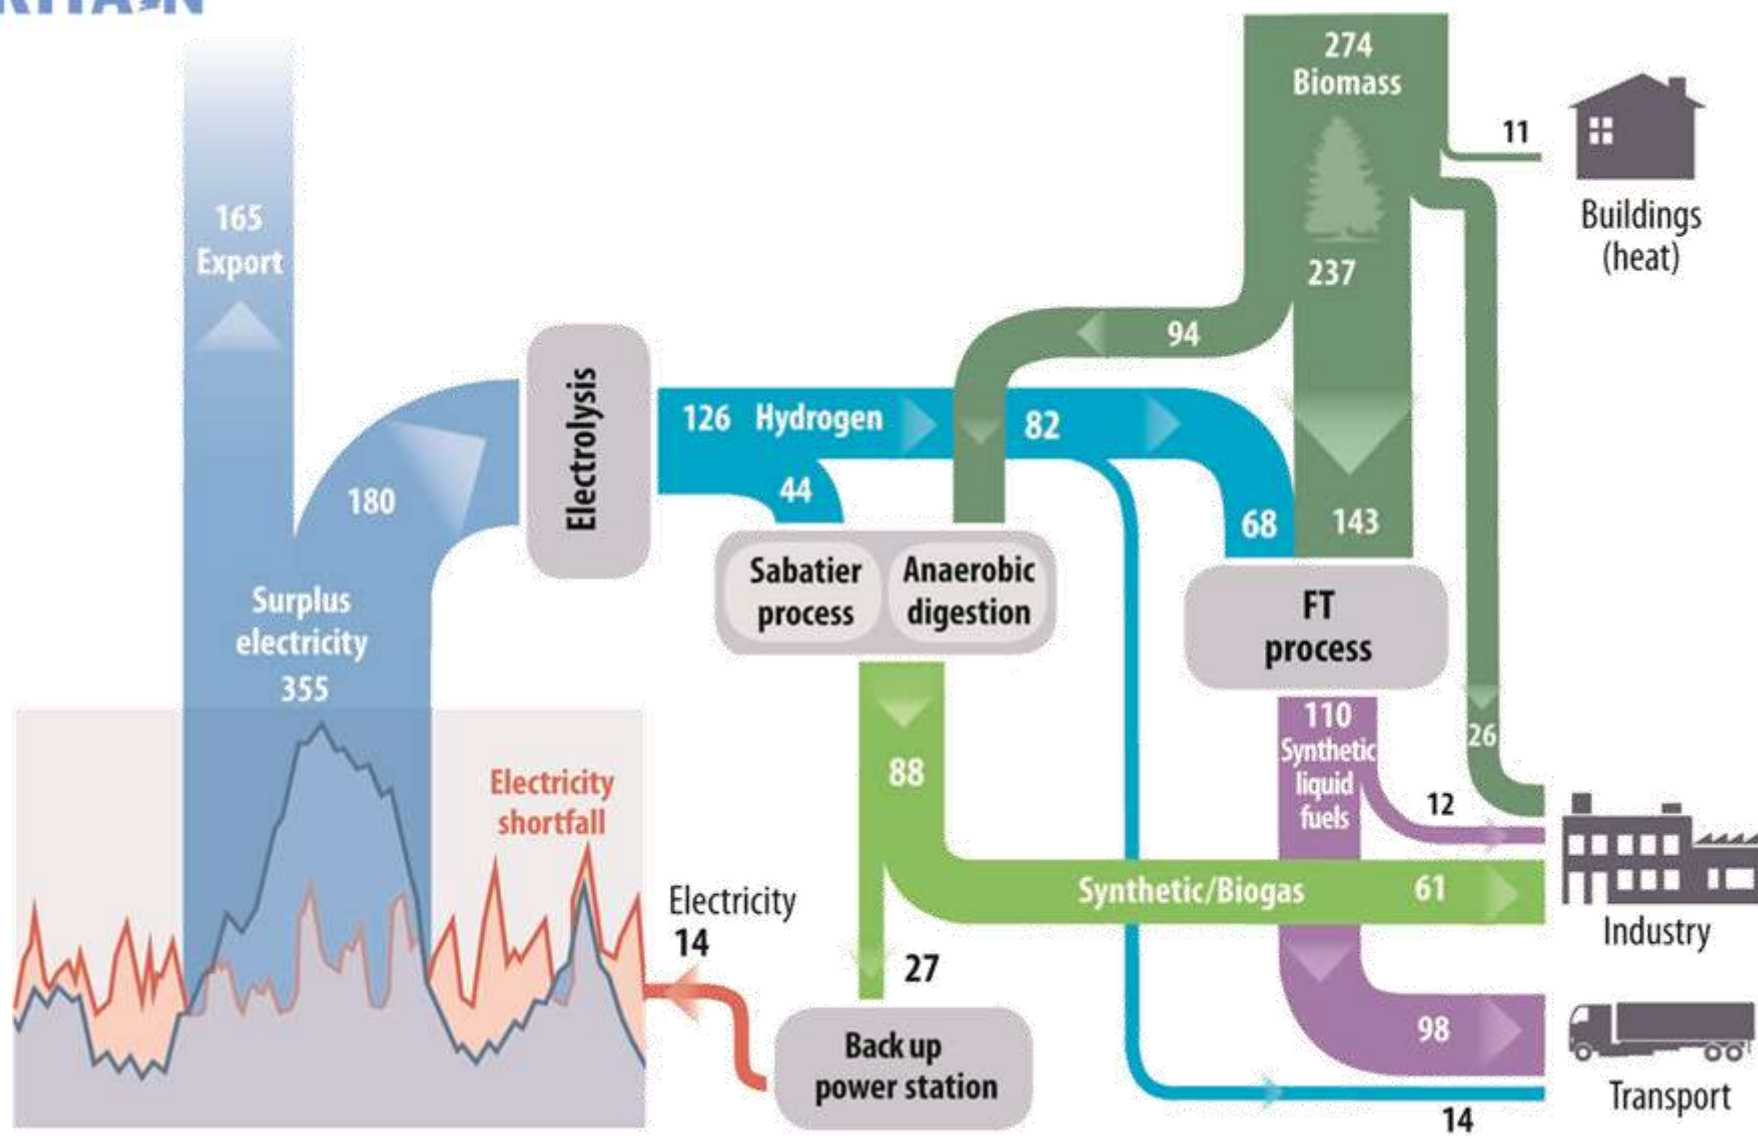 274
Biomass
11
Buildings
(heat)
165
Export
237
94
Electrolysis
126 Hydrogen
82
44
180
68
143
Sabatier
process
Anaerobic
digestion
FT
process
Surplus
electricity
355
Electricity
shortfall
88
110
Synthetic
liquid
fuels
26
12
Electricity
14
Synthetic/Biogas
61
Industry
27
Back up
power station
98
Transport
14